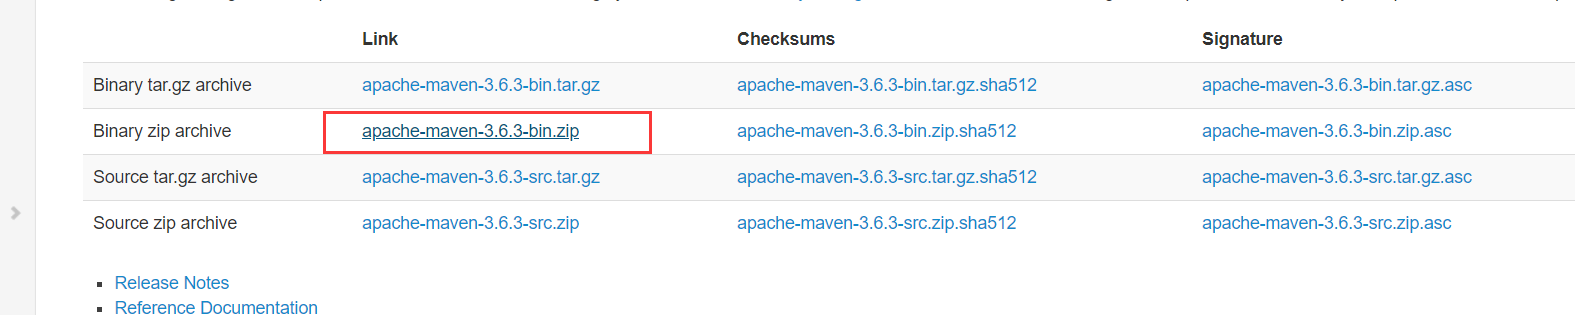 Link Checksums Signature
Binary tar.gz archive apache-maven-3.6.3-bin.tar.gz apache-maven-3.6.3-bin.tar.gz.sha512 apache-maven-3.6.3-bin.tar.gz.asc
Binary zip archive apache-maven-3.6.3-bin.zip apache-maven-3.6.3-bin.zip.sha512 apache-maven-3.6.3-bin.zip.asc
Source tar.gz archive apache-maven-3.6.3-src.tar.gz apache-maven-3.6.3-src.tar.gz.sha512 apache-maven-3.6.3-src.tar.gz.asc
Source zip archive apache-maven-3.6.3-src.zip apache-maven-3.6.3-src.zip.sha512 apache-maven-3.6.3-src.zip.asc
Release Notes
Reference Documentation